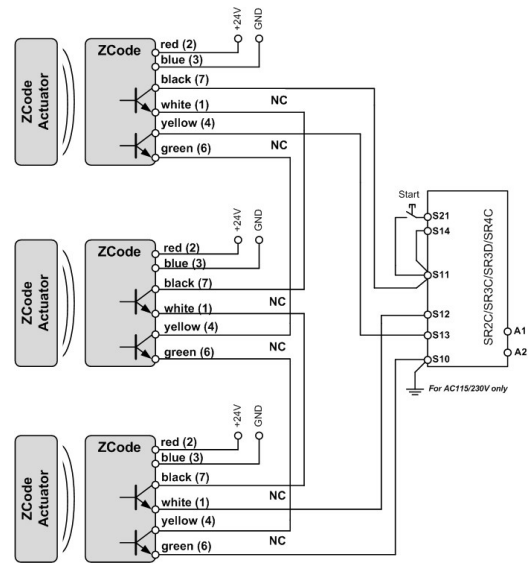 +24V
GND
ZCode
Actuator
ZCode
red (2)
blue (3)
black (7)
white (1)
NC
yellow (4)
green (6)
NC
+24V
GND
ZCode
Actuator
ZCode
red (2)
blue (3)
black (7)
NC
white (1)
yellow (4)
NC
green (6)
+24V
GND
ZCode
Actuator
ZCode
red (2)
blue (3)
black (7)
NC
white (1)
yellow (4)
NC
green (6)
Start
S21
S14
S11
S12
S13
S10
SR2C/SR3C/SR3D/SR4C
A1
A2
For AC115/230V only